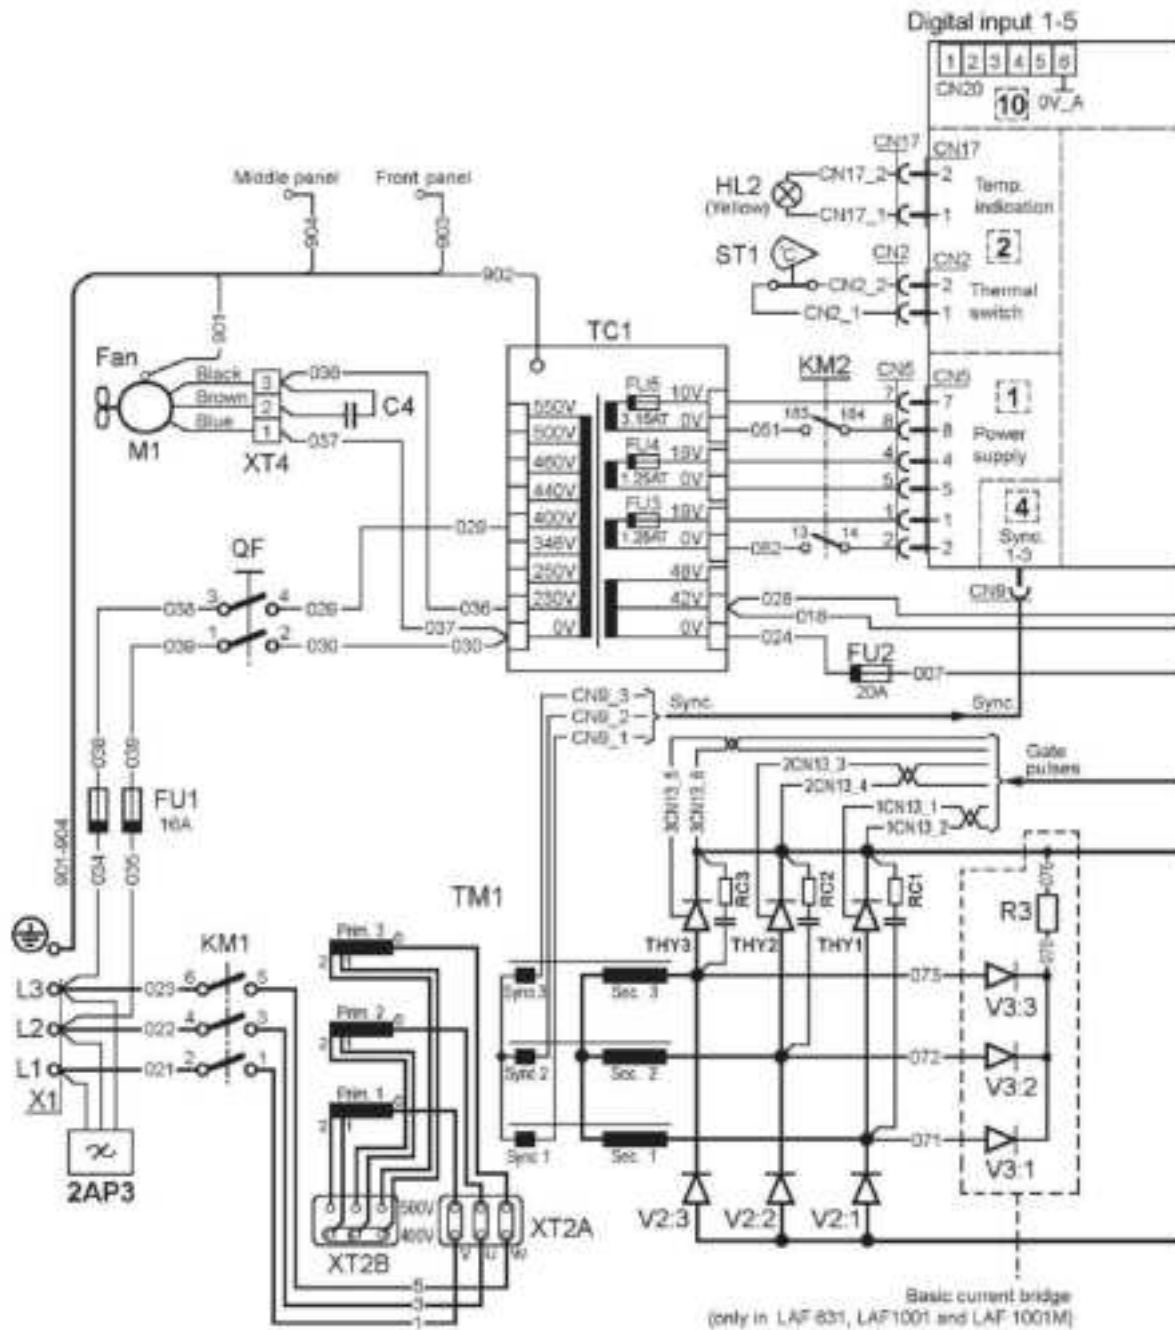 Digital input 1-5
1 2 3 4 5 6
CN20
10
0V_A
CN17
CN17
CN17_2
2
Temp. indication
HL2
(Yellow)
CN17_1
1
2
Middle panel
Front panel
904
903
902
901
ST1
CN2
CN2
CN2_2
2
Thermal switch
CN2_1
1
TC1
Fan
M1
Black
Brown
Blue
3
2
1
XT4
036
037
C4
KM2
CN5
CN5
550V
500V
460V
440V
400V
346V
250V
230V
0V
FU5
3.15AT
10V
0V
FU4
1.25AT
19V
0V
FU3
1.25AT
19V
0V
48V
42V
0V
7
7
051
183
184
8
8
4
4
5
5
1
1
052
13
14
2
2
1
Power supply
4
Sync. 1-3
CN9
029
QF
038
3
4
029
039
1
2
030
036
037
030
028
018
024
FU2
20A
007
CN9_3
CN9_2
CN9_1
Sync.
Sync.
Gate pulses
3CN13_5
3CN13_6
2CN13_3
2CN13_4
1CN13_1
1CN13_2
038
039
FU1
16A
034
035
901-904
TM1
RC3
RC2
RC1
THY3
THY2
THY1
R3
070
070
KM1
L3
023
6
5
L2
022
4
3
L1
021
2
1
X1
2AP3
Prim. 3
Prim. 2
Prim. 1
Sync 3
Sync 2
Sync 1
Sec. 3
Sec. 2
Sec. 1
073
072
071
V3:3
V3:2
V3:1
V2:3
V2:2
V2:1
500V
400V
XT2B
XT2A
V U W
5
3
1
Basic current bridge
(only in LAF 631, LAF1001 and LAF 1001M)